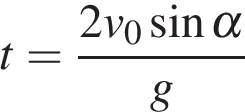 t = \frac{2v_0 \sin \alpha}{g}